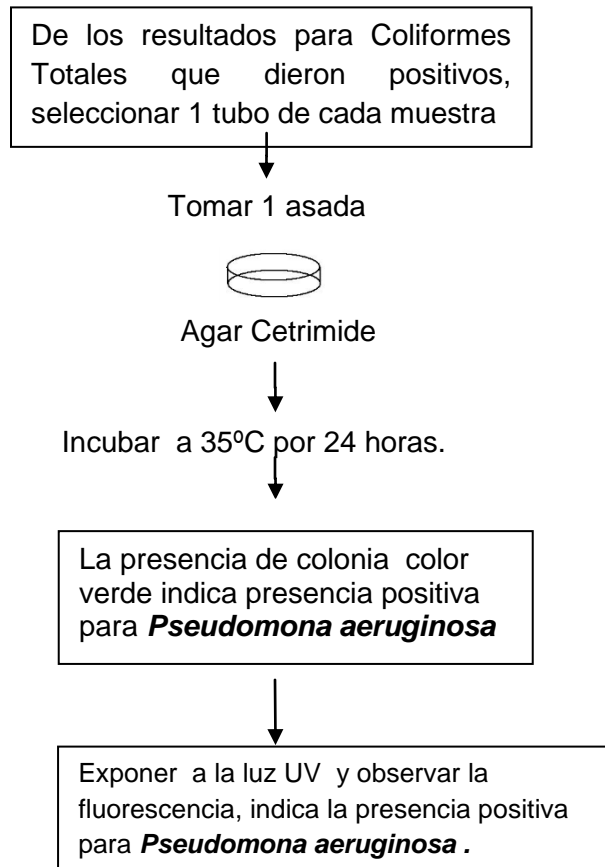 De los resultados para Coliformes
Totales que dieron positivos,
seleccionar 1 tubo de cada muestra
Tomar 1 asada
Agar Cetrimide
Incubar a 35ºC por 24 horas.
La presencia de colonia color
verde indica presencia positiva
para Pseudomona aeruginosa
Exponer a la luz UV y observar la
fluorescencia, indica la presencia positiva
para Pseudomona aeruginosa .